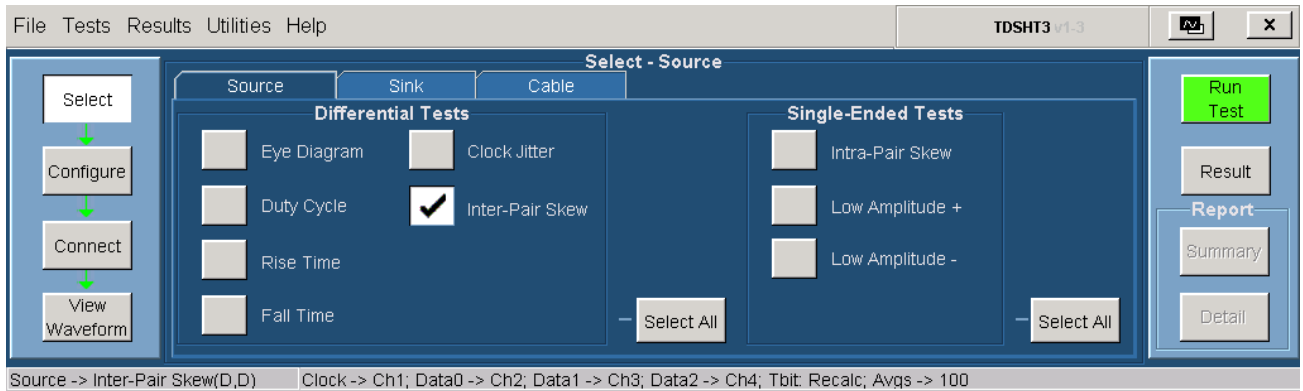 File Tests Results Utilities Help TDSHT3 v1-3 x
Select - Source
Source Sink Cable
Select
Configure
Connect
View
Waveform
Differential Tests
Eye Diagram Clock Jitter
Duty Cycle Inter-Pair Skew
Rise Time
Fall Time
Select All
Single-Ended Tests
Intra-Pair Skew
Low Amplitude +
Low Amplitude -
Select All
Run
Test
Result
Report
Summary
Detail
Source -> Inter-Pair Skew(D,D) Clock -> Ch1; Data0 -> Ch2; Data1 -> Ch3; Data2 -> Ch4; Tbit: Recalc; Avgs -> 100